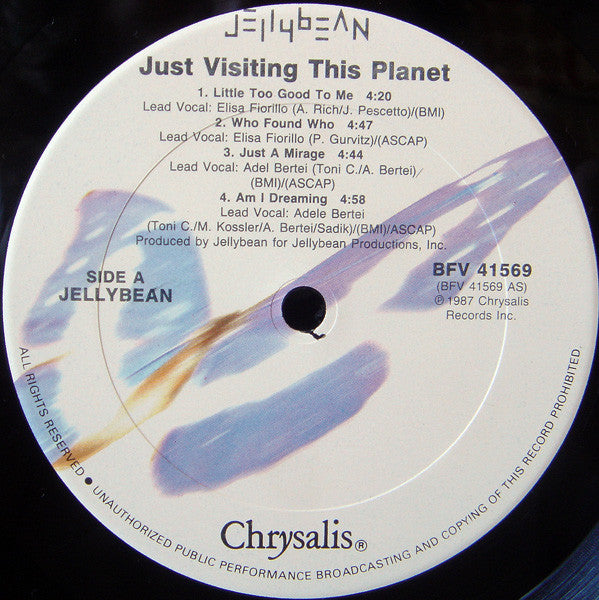 JELLYBEAN
Just Visiting This Planet
1. Little Too Good To Me 4:20
Lead Vocal: Elisa Fiorillo (A. Rich/J. Pescetto)/(BMI)
2. Who Found Who 4:47
Lead Vocal: Elisa Fiorillo (P. Gurvitz)/(ASCAP)
3. Just A Mirage 4:44
Lead Vocal: Adel Bertei (Toni C./A. Bertei)/
(BMI)/(ASCAP)
4. Am I Dreaming 4:58
Lead Vocal: Adele Bertei
(Toni C./M. Kossler/A. Bertei/Sadik)/(BMI)/ASCAP)
Produced by Jellybean for Jellybean Productions, Inc.
SIDE A
JELLYBEAN
BFV 41569
(BFV 41569 AS)
℗ 1987 Chrysalis
Records Inc.
Chrysalis®
ALL RIGHTS RESERVED ● UNAUTHORIZED PUBLIC PERFORMANCE BROADCASTING AND COPYING OF THIS RECORD PROHIBITED.